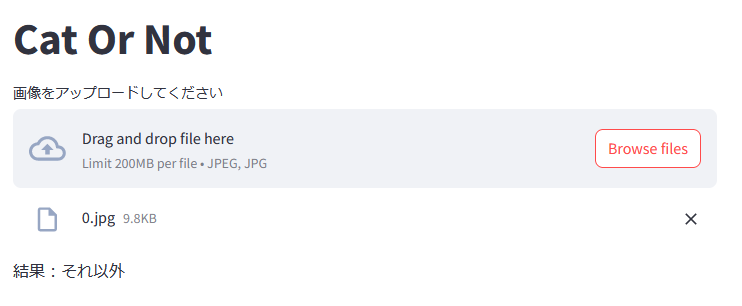 Cat Or Not
画像をアップロードしてください
Drag and drop file here
Limit 200MB per file • JPEG, JPG
Browse files
0.jpg 9.8KB
結果：それ以外